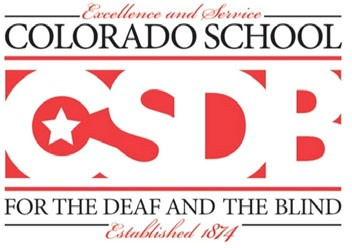 Excellence and Service
COLORADO SCHOOL
CSDB
FOR THE DEAF AND THE BLIND
Established 1874